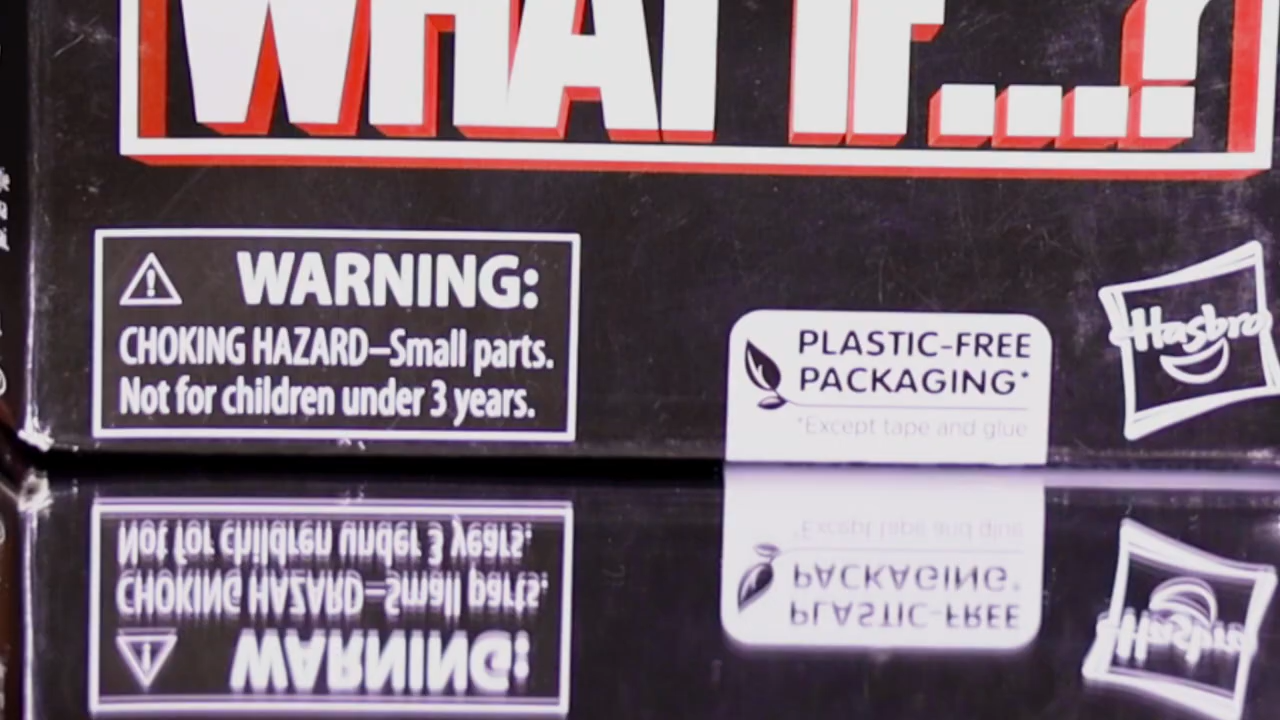 WHAT IF...?
WARNING:
CHOKING HAZARD–Small parts.
Not for children under 3 years.
PLASTIC-FREE
PACKAGING*
*Except tape and glue
Hasbro